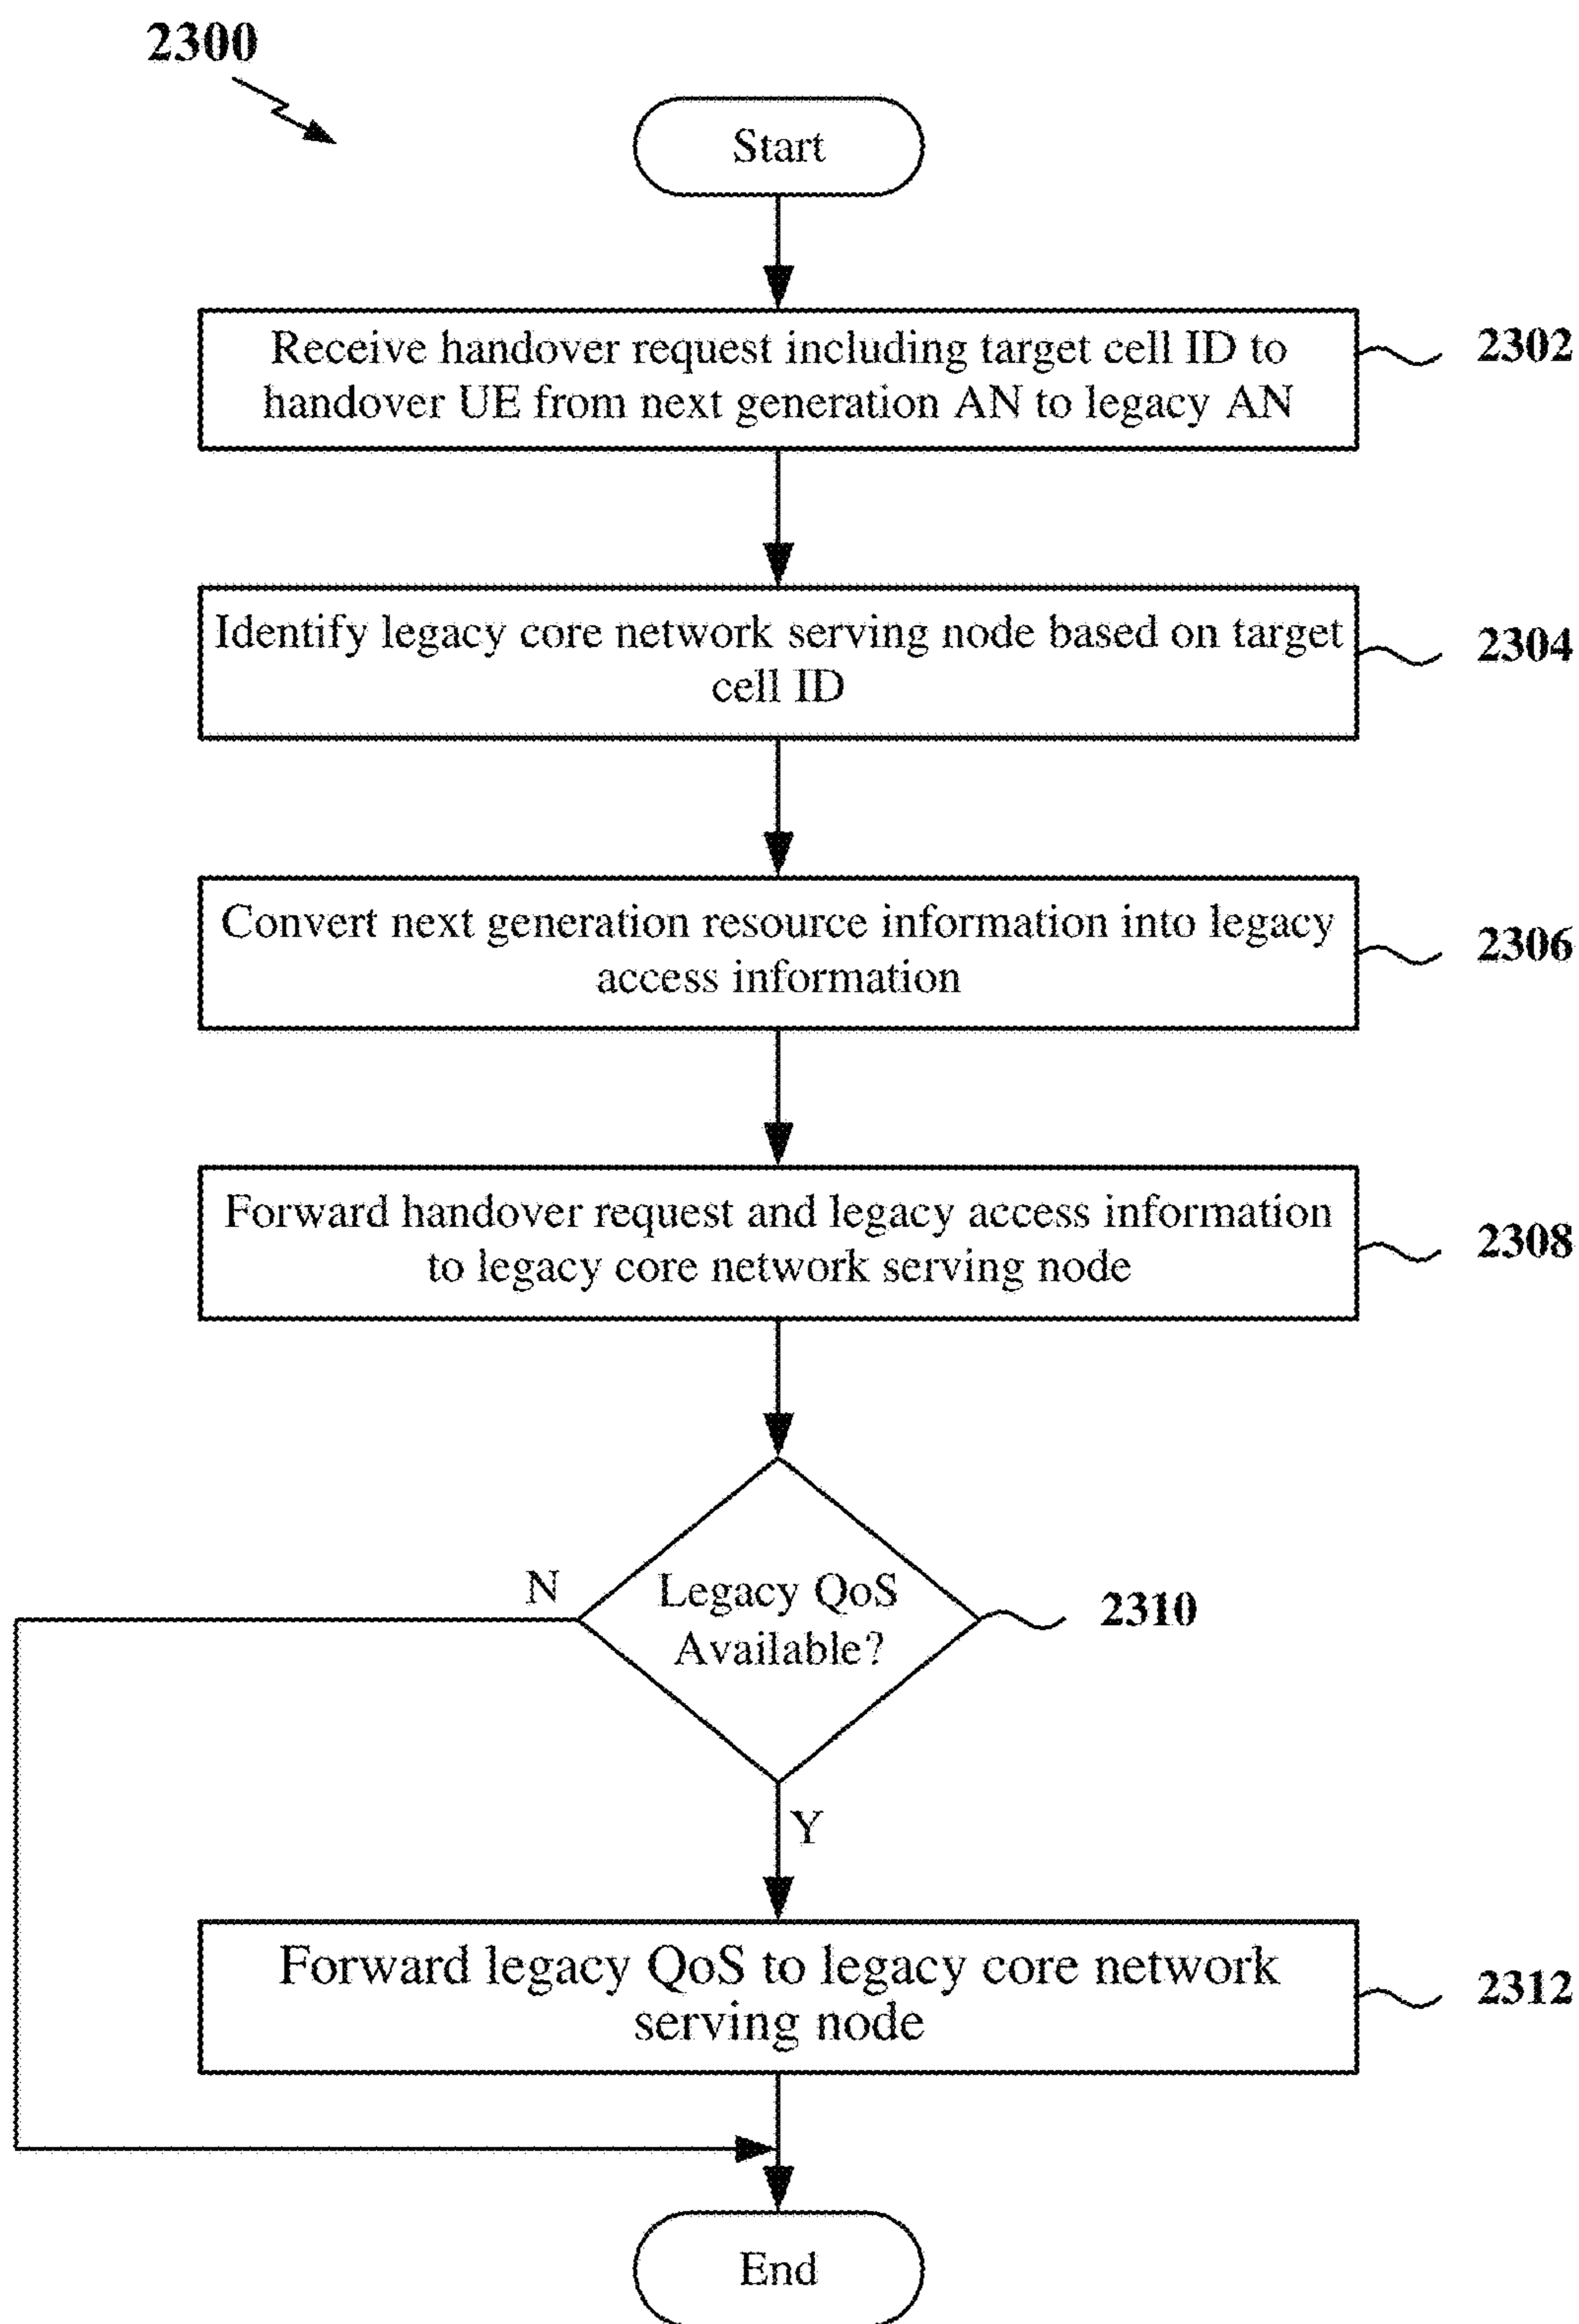 2300
Start
Receive handover request including target cell ID to
handover UE from next generation AN to legacy AN
2302
Identify legacy core network serving node based on target
cell ID
2304
Convert next generation resource information into legacy
access information
2306
Forward handover request and legacy access information
to legacy core network serving node
2308
N
Legacy QoS
Available?
2310
Y
Forward legacy QoS to legacy core network
serving node
2312
End